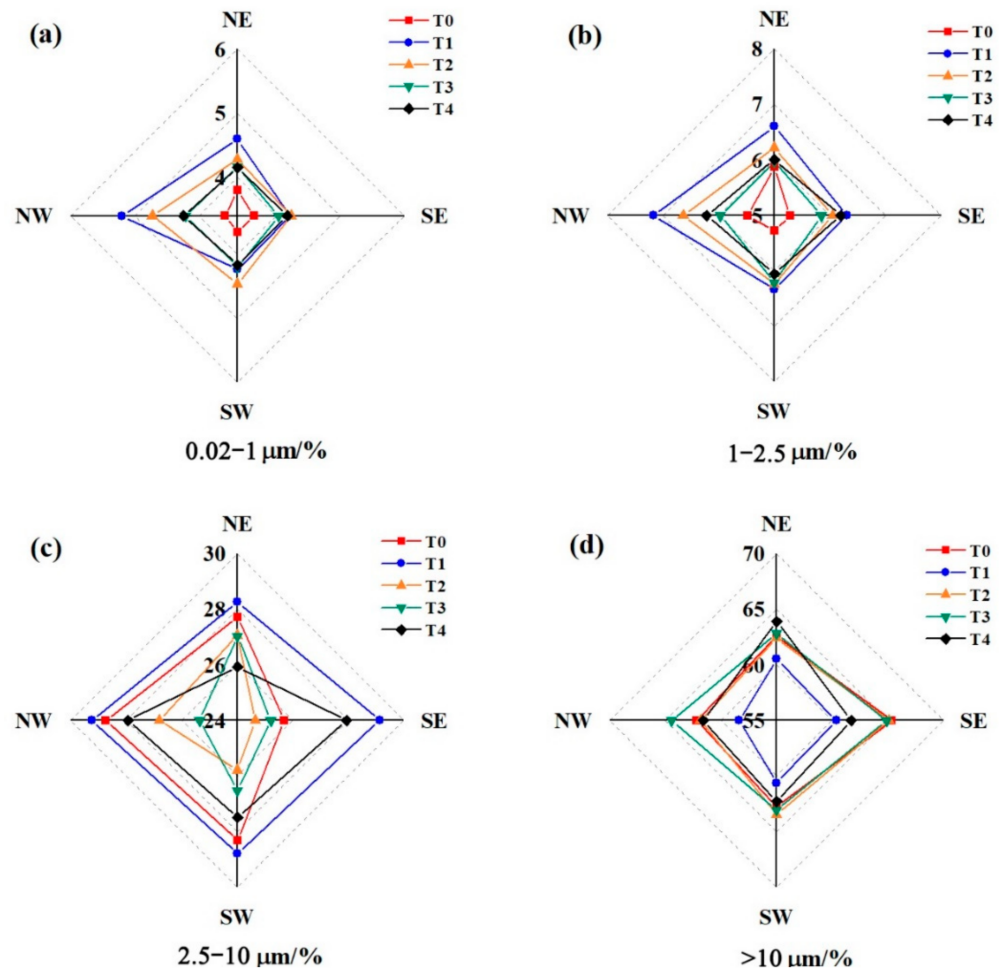 (a)
NE
6
5
4
NW
SE
SW
T0
T1
T2
T3
T4
0.02−1 μm/%
(b)
NE
8
7
6
5
NW
SE
SW
T0
T1
T2
T3
T4
1−2.5 μm/%
(c)
NE
30
28
26
24
NW
SE
SW
T0
T1
T2
T3
T4
2.5−10 μm/%
(d)
NE
70
65
60
55
NW
SE
SW
T0
T1
T2
T3
T4
>10 μm/%